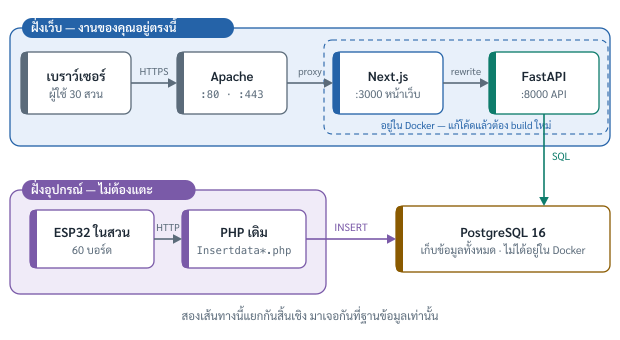 ฝั่งเว็บ — งานของคุณอยู่ตรงนี้
เบราว์เซอร์
ผู้ใช้ 30 สวน
HTTPS
Apache
:80 · :443
proxy
Next.js
:3000 หน้าเว็บ
rewrite
FastAPI
:8000 API
อยู่ใน Docker — แก้โค้ดแล้วต้อง build ใหม่
SQL
ฝั่งอุปกรณ์ — ไม่ต้องแตะ
ESP32 ในสวน
60 บอร์ด
HTTP
PHP เดิม
Insertdata*.php
INSERT
PostgreSQL 16
เก็บข้อมูลทั้งหมด · ไม่ได้อยู่ใน Docker
สองเส้นทางนี้แยกกันสิ้นเชิง มาเจอกันที่ฐานข้อมูลเท่านั้น